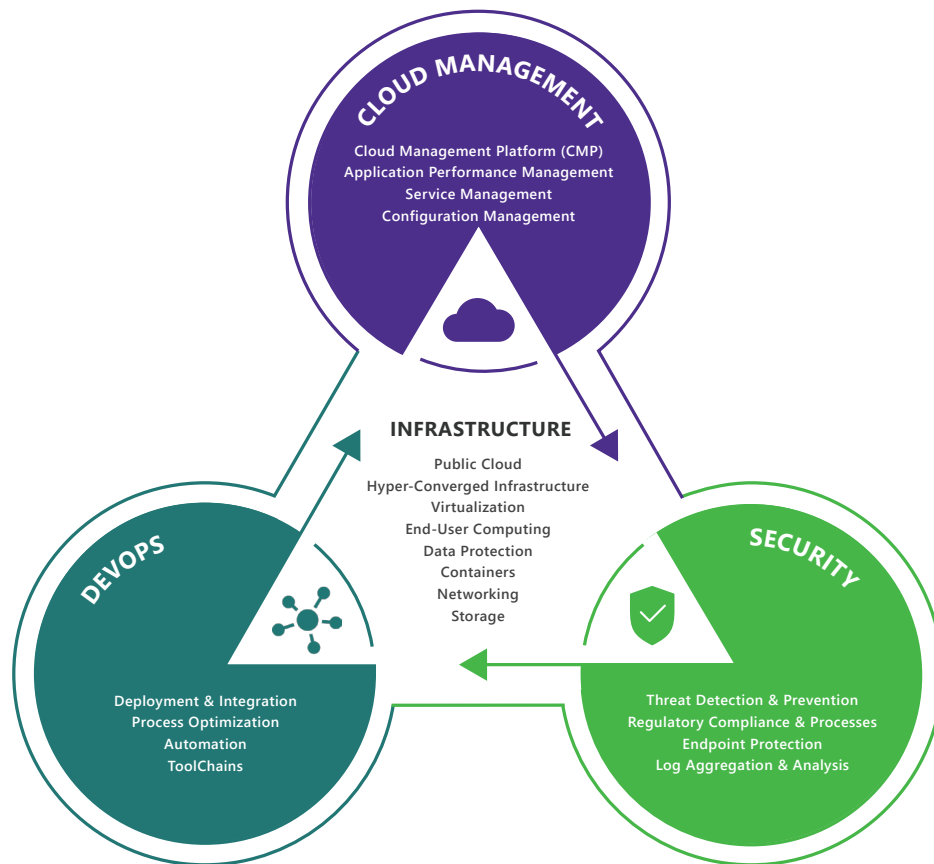 CLOUD MANAGEMENT
Cloud Management Platform (CMP)
Application Performance Management
Service Management
Configuration Management
INFRASTRUCTURE
Public Cloud
Hyper-Converged Infrastructure
Virtualization
End-User Computing
Data Protection
Containers
Networking
Storage
DEVOPS
Deployment & Integration
Process Optimization
Automation
ToolChains
SECURITY
Threat Detection & Prevention
Regulatory Compliance & Processes
Endpoint Protection
Log Aggregation & Analysis